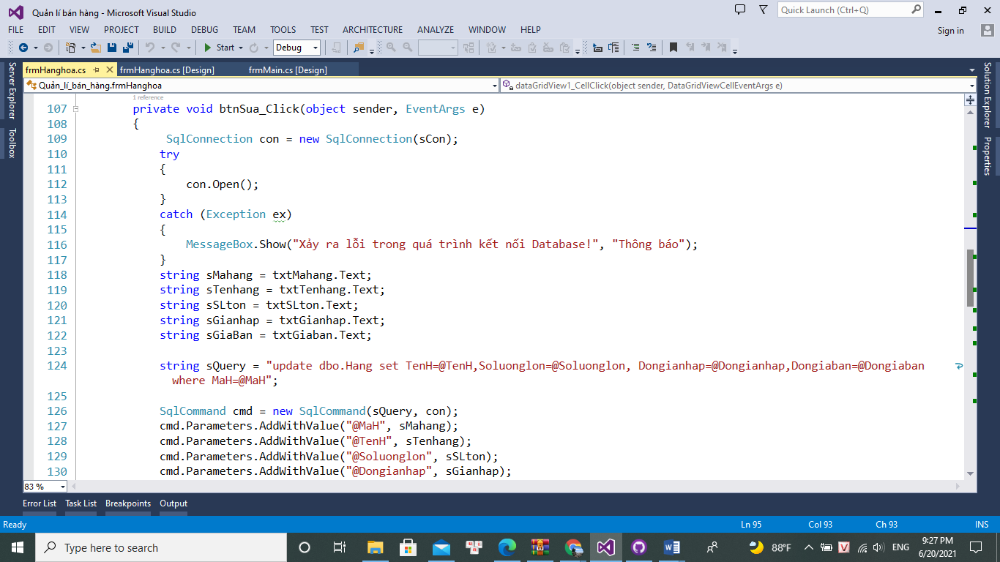 Quản lí bán hàng - Microsoft Visual Studio
Quick Launch (Ctrl+Q)
FILE EDIT VIEW PROJECT BUILD DEBUG TEAM TOOLS TEST ARCHITECTURE ANALYZE WINDOW HELP
Sign in
Start Debug
Server Explorer
Toolbox
Solution Explorer
Properties
frmHanghoa.cs frmHanghoa.cs [Design] frmMain.cs [Design]
Quản_lí_bán_hàng.frmHanghoa dataGridView1_CellClick(object sender, DataGridViewCellEventArgs e)
1 reference
107 private void btnSua_Click(object sender, EventArgs e)
108 {
109 SqlConnection con = new SqlConnection(sCon);
110 try
111 {
112 con.Open();
113 }
114 catch (Exception ex)
115 {
116 MessageBox.Show("Xảy ra lỗi trong quá trình kết nối Database!", "Thông báo");
117 }
118 string sMahang = txtMahang.Text;
119 string sTenhang = txtTenhang.Text;
120 string sSLton = txtSLton.Text;
121 string sGianhap = txtGianhap.Text;
122 string sGiaBan = txtGiaban.Text;
123
124 string sQuery = "update dbo.Hang set TenH=@TenH,Soluonglon=@Soluonglon, Dongianhap=@Dongianhap,Dongiaban=@Dongiaban
where MaH=@MaH";
125
126 SqlCommand cmd = new SqlCommand(sQuery, con);
127 cmd.Parameters.AddWithValue("@MaH", sMahang);
128 cmd.Parameters.AddWithValue("@TenH", sTenhang);
129 cmd.Parameters.AddWithValue("@Soluonglon", sSLton);
130 cmd.Parameters.AddWithValue("@Dongianhap", sGianhap);
83 %
Error List Task List Breakpoints Output
Ready Ln 95 Col 93 Ch 93 INS
Type here to search
88°F ENG
9:27 PM
6/20/2021